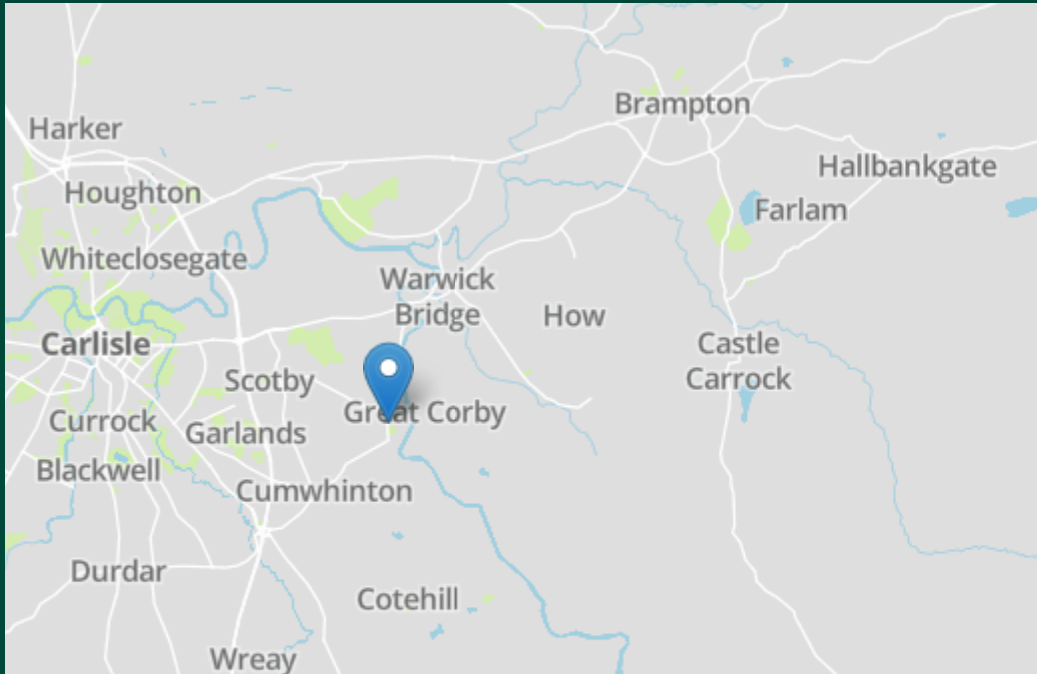 Brampton
Harker
Hallbankgate
Houghton
Farlam
Whiteclosegate
Warwick
Bridge
How
Carlisle
Castle
Carrock
Scotby
Great Corby
Currock
Garlands
Blackwell
Cumwhinton
Durdar
Cotehill
Wreay